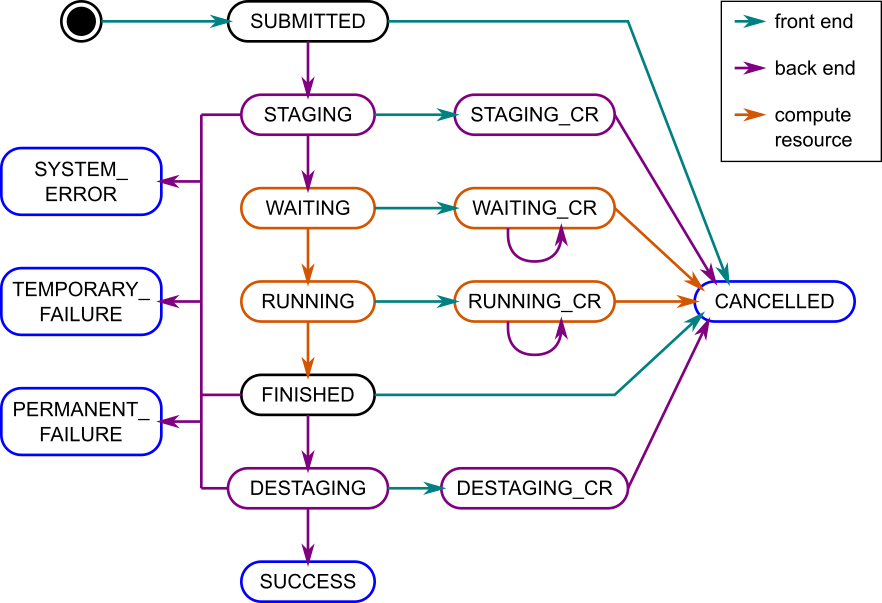 SUBMITTED
front end
back end
compute
resource
STAGING
STAGING_CR
SYSTEM_
ERROR
WAITING
WAITING_CR
TEMPORARY_
FAILURE
RUNNING
RUNNING_CR
CANCELLED
FINISHED
PERMANENT_
FAILURE
DESTAGING
DESTAGING_CR
SUCCESS